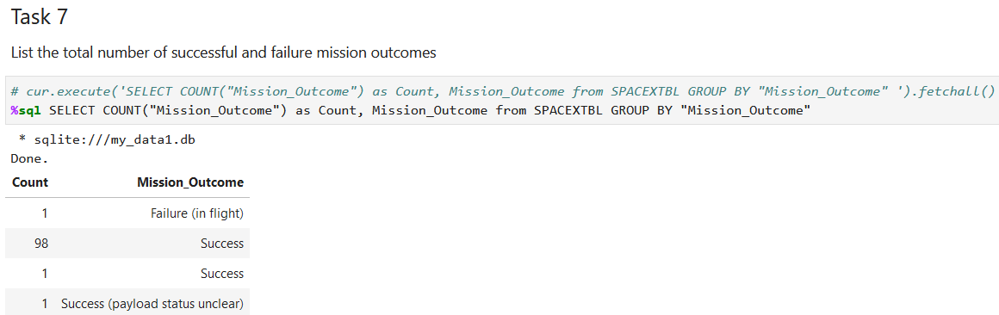 Task 7
List the total number of successful and failure mission outcomes
# cur.execute('SELECT COUNT("Mission_Outcome") as Count, Mission_Outcome from SPACEXTBL GROUP BY "Mission_Outcome" ').fetchall()
%sql SELECT COUNT("Mission_Outcome") as Count, Mission_Outcome from SPACEXTBL GROUP BY "Mission_Outcome"
* sqlite:///my_data1.db
Done.
Count Mission_Outcome
1 Failure (in flight)
98 Success
1 Success
1 Success (payload status unclear)